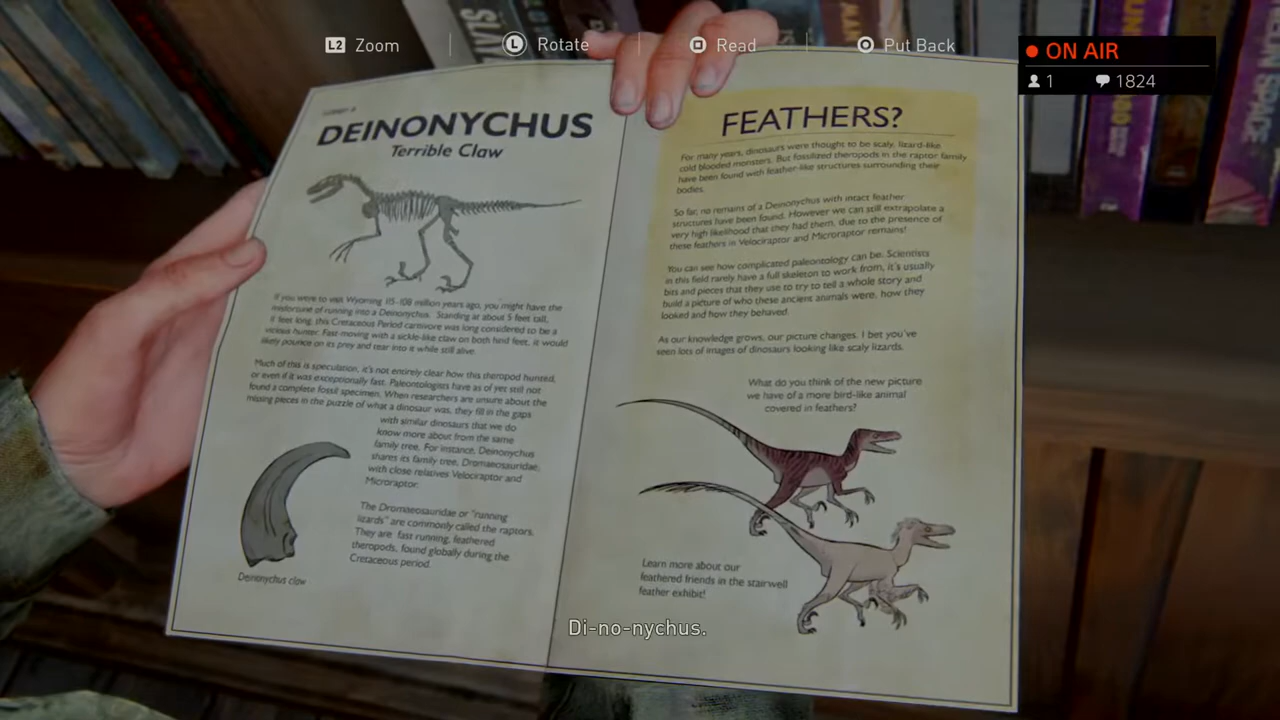 L2 Zoom
L Rotate
Read
Put Back
ON AIR
1
1824
DEINONYCHUS
Terrible Claw
If you were to visit Wyoming 115-108 million years ago, you might have the
misfortune of running into a Deinonychus. Standing at about 5 feet tall,
feet long, this Cretaceous Period carnivore was long considered to be a
vicious hunter. Fast-moving with a sickle-like claw on both hind feet, it would
likely pounce on its prey and tear into it while still alive.
Much of this is speculation, it's not entirely clear how this theropod hunted,
or even if it was exceptionally fast. Paleontologists have as of yet still not
found a complete fossil specimen. When researchers are unsure about the
missing pieces in the puzzle of what a dinosaur was, they fill in the gaps
with similar dinosaurs that we do
know more about from the same
family tree. For instance, Deinonychus
shares its family tree, Dromaeosauridae,
with close relatives Velociraptor and
Microraptor.
The Dromaeosauridae or "running
lizards" are commonly called the raptors.
They are fast running, feathered
theropods, found globally during the
Cretaceous period.
Deinonychus claw
FEATHERS?
For many years, dinosaurs were thought to be scaly, lizard-like
cold blooded monsters. But fossilized theropods in the raptor family
have been found with feather-like structures surrounding their
bodies.
So far, no remains of a Deinonychus with intact feather
structures have been found. However we can still extrapolate a
very high likelihood that they had them, due to the presence of
these feathers in Velociraptor and Microraptor remains!
You can see how complicated paleontology can be. Scientists
in this field rarely have a full skeleton to work from, it's usually
bits and pieces that they use to try to tell a whole story and
build a picture of who these ancient animals were, how they
looked and how they behaved.
As our knowledge grows, our picture changes. I bet you've
seen lots of images of dinosaurs looking like scaly lizards.
What do you think of the new picture
we have of a more bird-like animal
covered in feathers?
Learn more about our
feathered friends in the stairwell
feather exhibit!
Di-no-nychus.